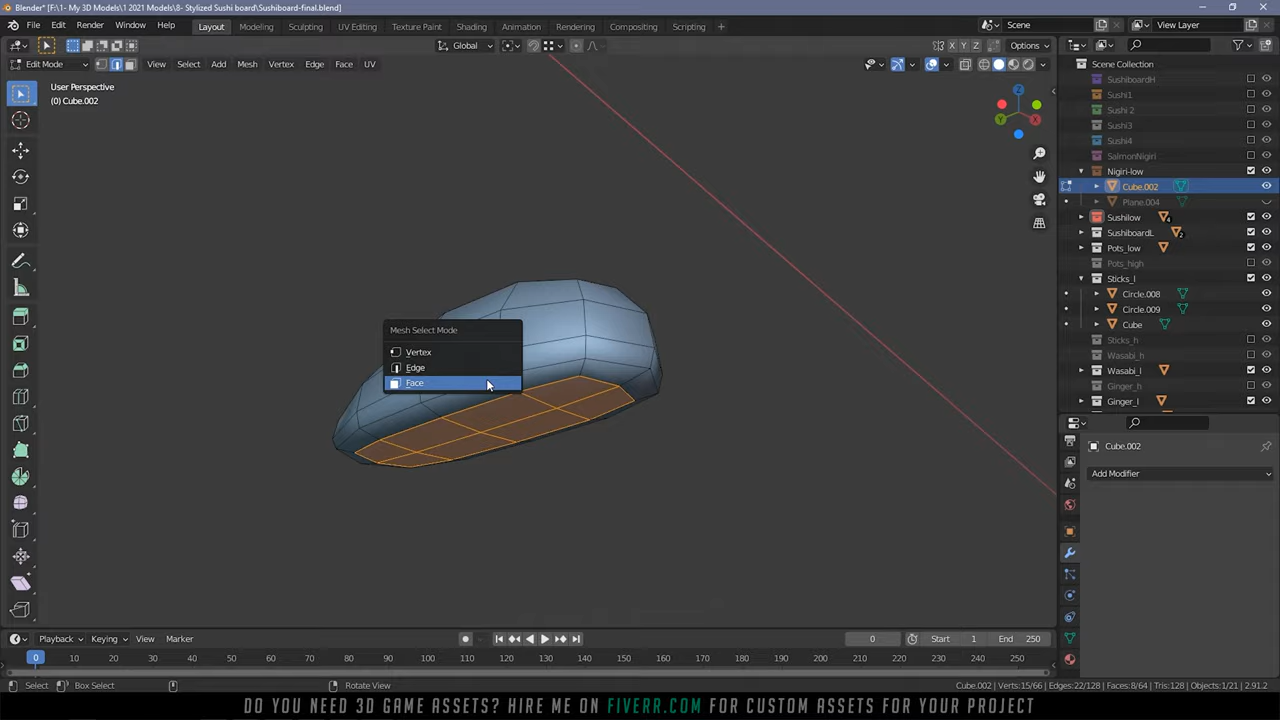 Blender* [F:\1- My 3D Models\1 2021 Models\8- Stylized Sushi board\Sushiboard-final.blend]
File Edit Render Window Help Layout Modeling Sculpting UV Editing Texture Paint Shading Animation Rendering Compositing Scripting + Scene View Layer
Global X Y Z Options
Edit Mode View Select Add Mesh Vertex Edge Face UV
User Perspective
(0) Cube.002
Scene Collection
SushiboardH
Sushi1
Sushi 2
Sushi3
Sushi4
SalmonNigiri
Nigiri-low
Cube.002
Plane.004
Sushilow 4
SushiboardL 2
Pots_low
Pots_high
Sticks_l
Circle.008
Circle.009
Cube
Sticks_h
Wasabi_h
Wasabi_l
Ginger_h
Ginger_l
Z
Y X
Mesh Select Mode
Vertex
Edge
Face
Cube.002
Add Modifier
Playback Keying View Marker 0 Start 1 End 250
0 10 20 30 40 50 60 70 80 90 100 110 120 130 140 150 160 170 180 190 200 210 220 230 240 250
Select Box Select Rotate View Cube.002 | Verts:15/66 | Edges:22/128 | Faces:8/64 | Tris:128 | Objects:1/21 | 2.91.2
DO YOU NEED 3D GAME ASSETS? HIRE ME ON FIVERR.COM FOR CUSTOM ASSETS FOR YOUR PROJECT